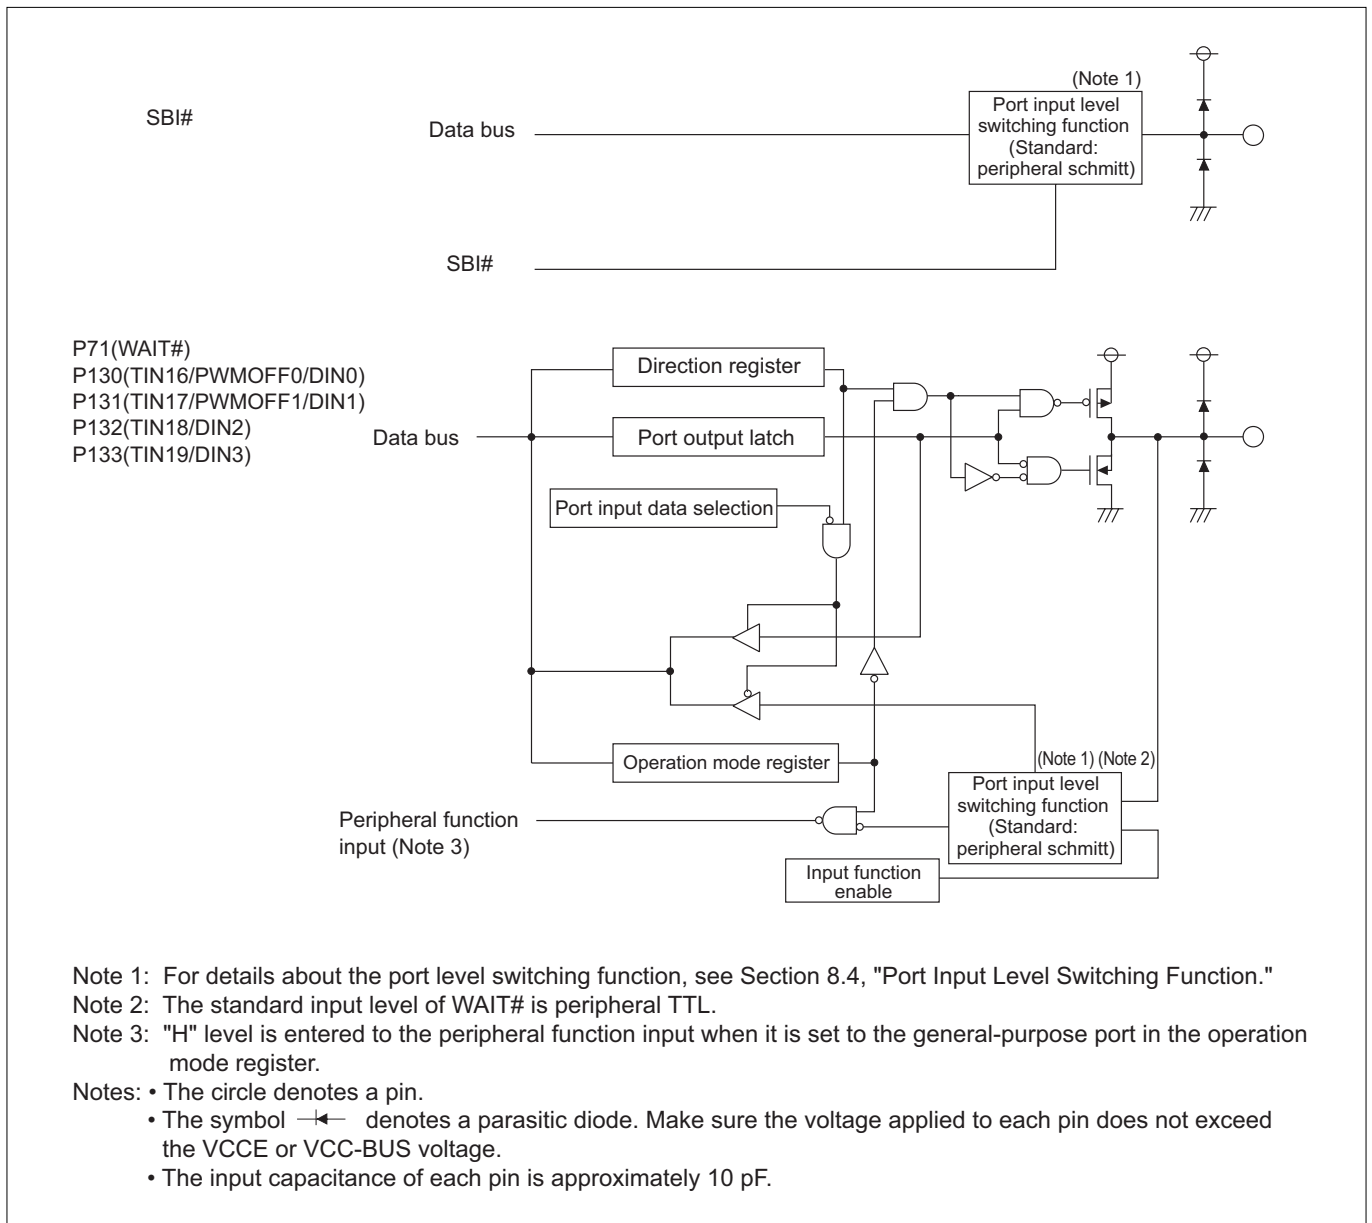 (Note 1)
SBI#
Data bus
Port input level
switching function
(Standard:
peripheral schmitt)
SBI#
P71(WAIT#)
P130(TIN16/PWMOFF0/DIN0)
P131(TIN17/PWMOFF1/DIN1)
P132(TIN18/DIN2)
P133(TIN19/DIN3)
Data bus
Direction register
Port output latch
Port input data selection
Operation mode register
(Note 1) (Note 2)
Port input level
switching function
(Standard:
peripheral schmitt)
Peripheral function
input (Note 3)
Input function
enable
Note 1: For details about the port level switching function, see Section 8.4, "Port Input Level Switching Function."
Note 2: The standard input level of WAIT# is peripheral TTL.
Note 3: "H" level is entered to the peripheral function input when it is set to the general-purpose port in the operation
mode register.
Notes: • The circle denotes a pin.
• The symbol denotes a parasitic diode. Make sure the voltage applied to each pin does not exceed
the VCCE or VCC-BUS voltage.
• The input capacitance of each pin is approximately 10 pF.